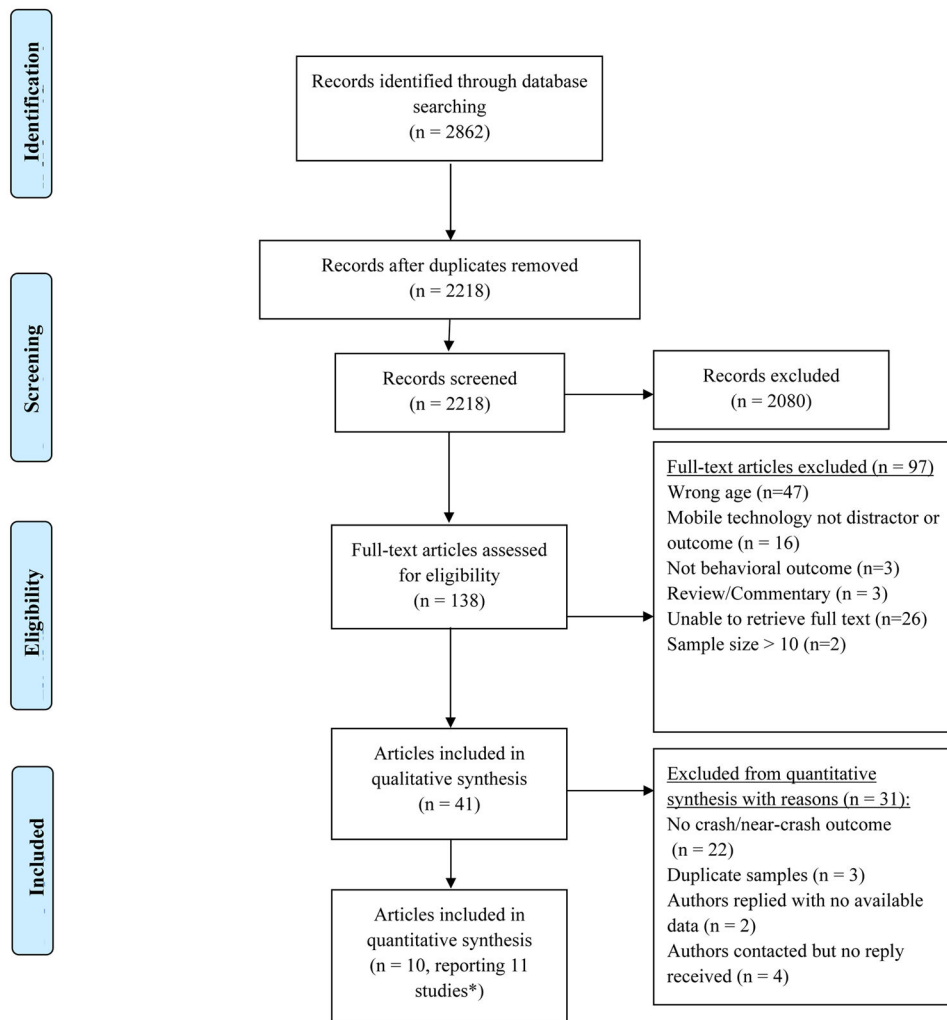 Identification
Records identified through database
searching
(n = 2862)
Records after duplicates removed
(n = 2218)
Screening
Records screened
(n = 2218)
Records excluded
(n = 2080)
Eligibility
Full-text articles assessed
for eligibility
(n = 138)
Full-text articles excluded (n = 97)
Wrong age (n=47)
Mobile technology not distractor or
outcome (n = 16)
Not behavioral outcome (n=3)
Review/Commentary (n = 3)
Unable to retrieve full text (n=26)
Sample size > 10 (n=2)
Included
Articles included in
qualitative synthesis
(n = 41)
Excluded from quantitative
synthesis with reasons (n = 31):
No crash/near-crash outcome
(n = 22)
Duplicate samples (n = 3)
Authors replied with no available
data (n = 2)
Authors contacted but no reply
received (n = 4)
Articles included in
quantitative synthesis
(n = 10, reporting 11
studies*)